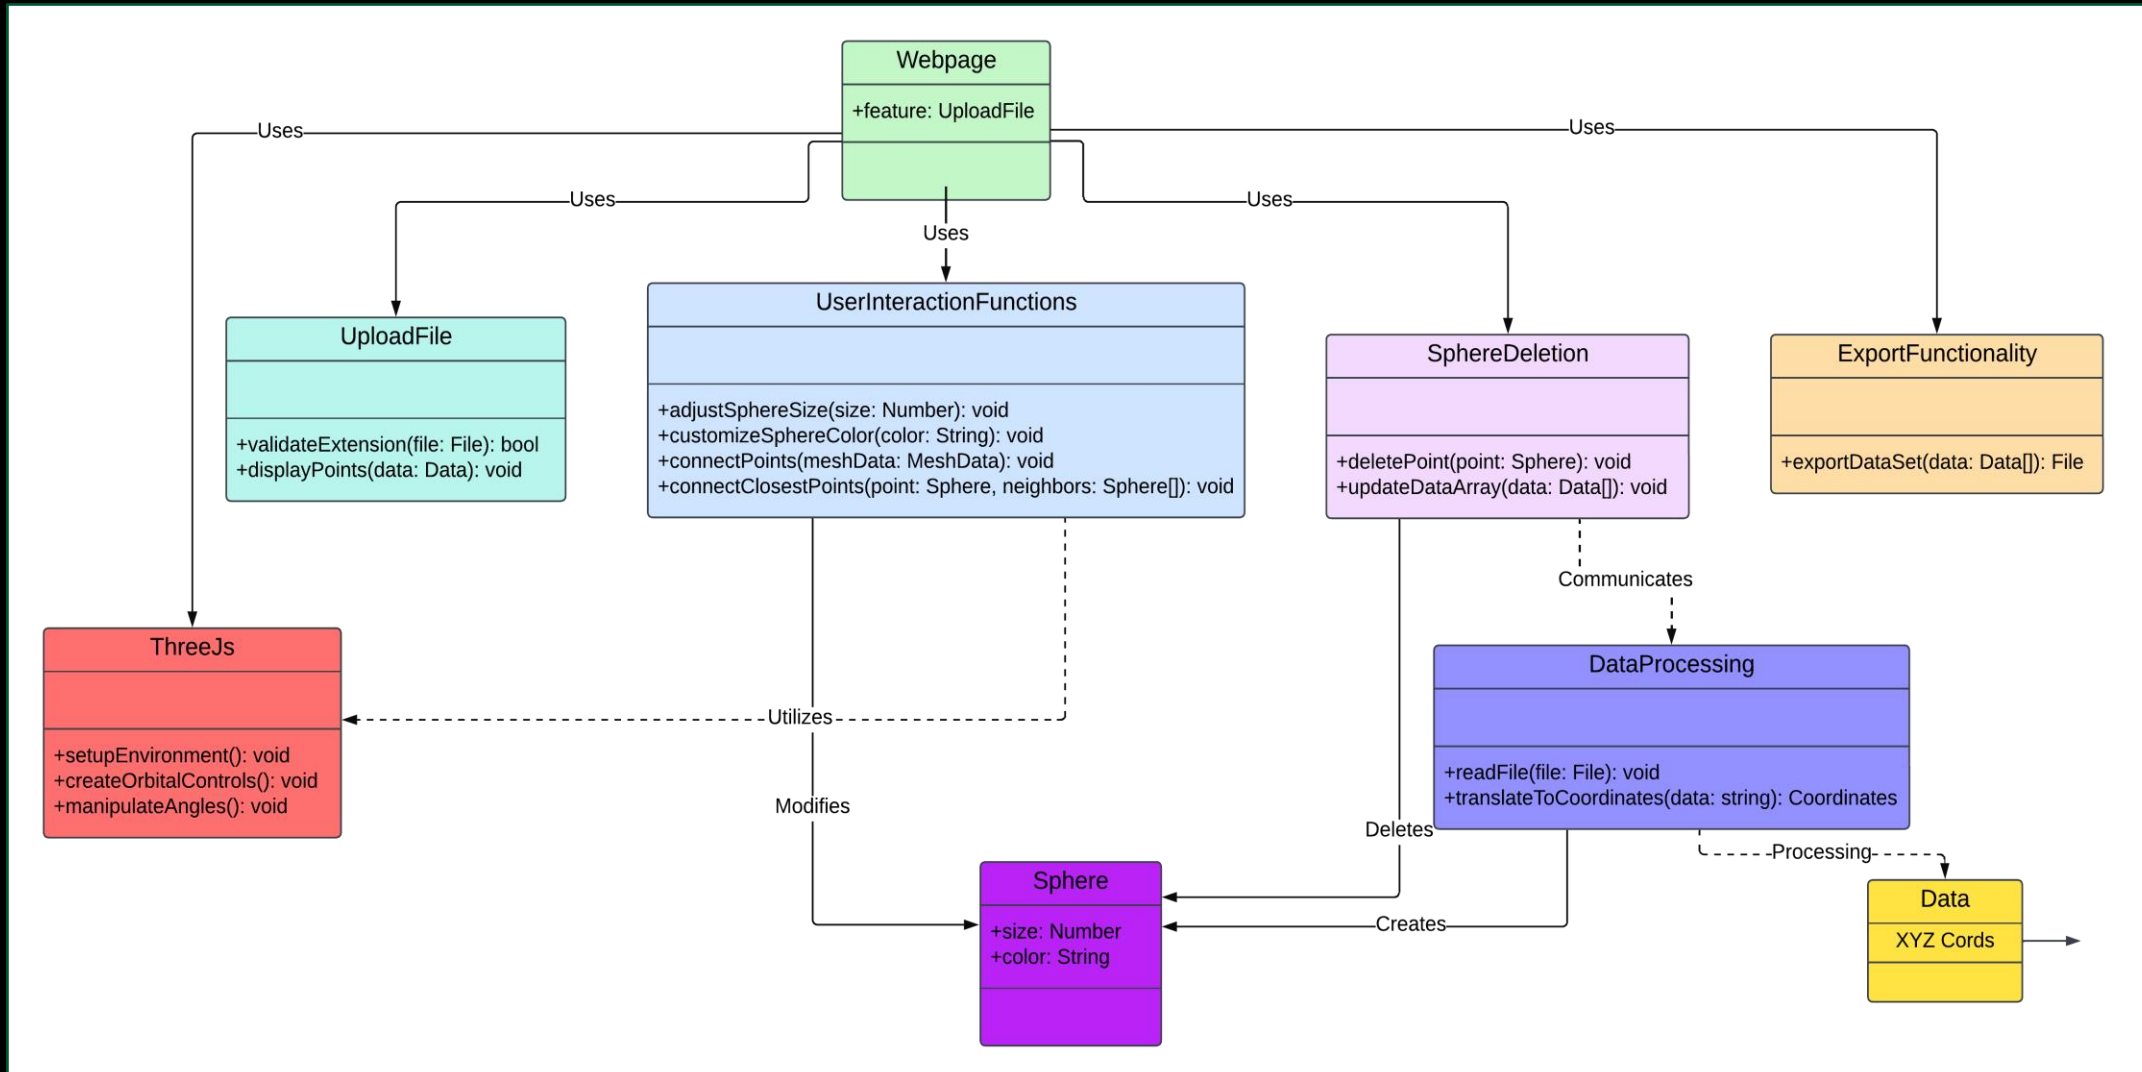 Webpage
+feature: UploadFile
Uses
Uses
Uses
Uses
Uses
UploadFile
+validateExtension(file: File): bool
+displayPoints(data: Data): void
UserInteractionFunctions
+adjustSphereSize(size: Number): void
+customizeSphereColor(color: String): void
+connectPoints(meshData: MeshData): void
+connectClosestPoints(point: Sphere, neighbors: Sphere[]): void
SphereDeletion
+deletePoint(point: Sphere): void
+updateDataArray(data: Data[]): void
ExportFunctionality
+exportDataSet(data: Data[]): File
Communicates
ThreeJs
+setupEnvironment(): void
+createOrbitalControls(): void
+manipulateAngles(): void
Utilizes
Modifies
DataProcessing
+readFile(file: File): void
+translateToCoordinates(data: string): Coordinates
Deletes
Processing
Creates
Sphere
+size: Number
+color: String
Data
XYZ Cords